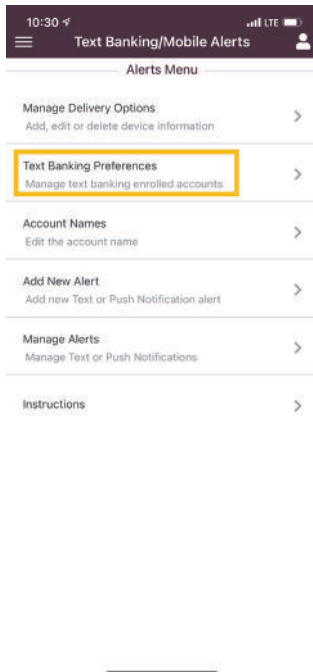 10:30 LTE
Text Banking/Mobile Alerts
Alerts Menu
Manage Delivery Options
Add, edit or delete device information
Text Banking Preferences
Manage text banking enrolled accounts
Account Names
Edit the account name
Add New Alert
Add new Text or Push Notification alert
Manage Alerts
Manage Text or Push Notifications
Instructions